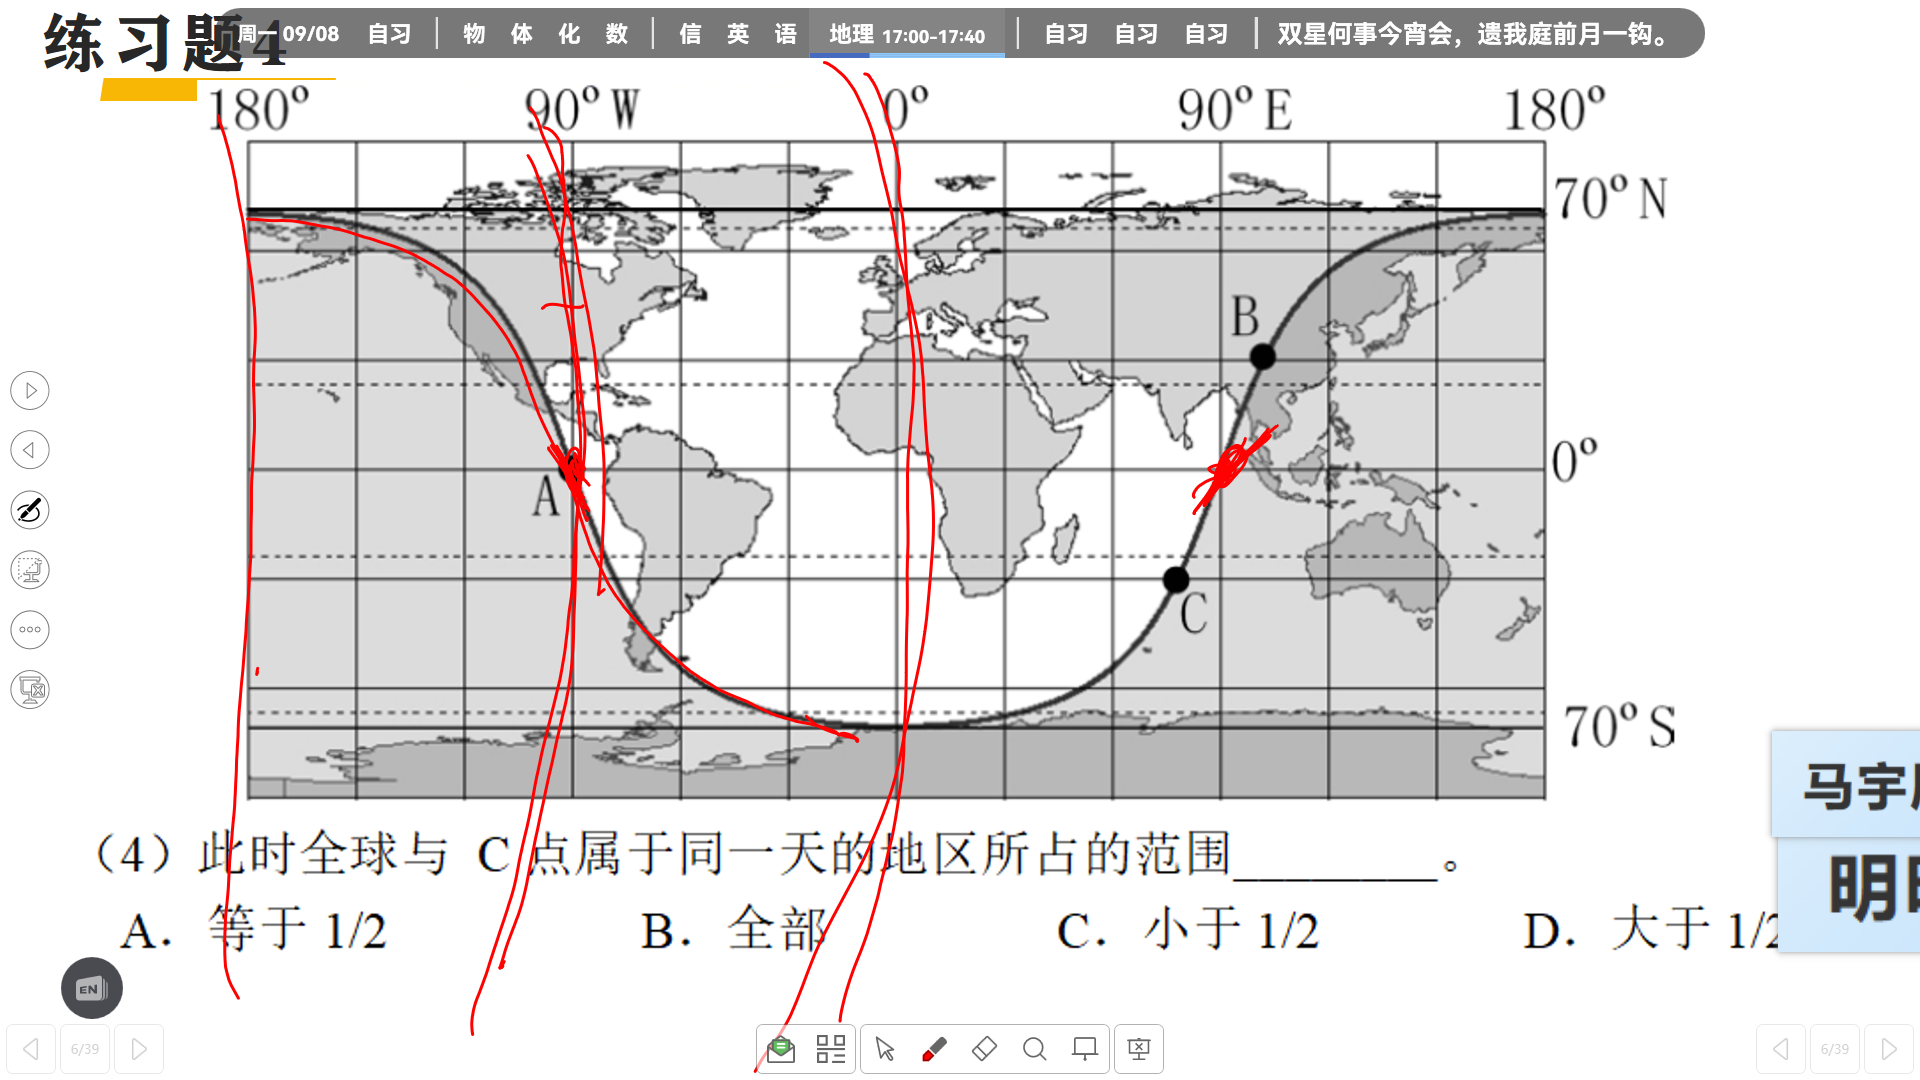 练习题4
周一 09/08 自习 物 体 化 数 信 英 语 地理 17:00-17:40 自习 自习 自习 双星何事今宵会，遗我庭前月一钩。
180° 90°W 0° 90°E 180°
70°N
B
0°
A
C
70°S
马宇
（4）此时全球与 C 点属于同一天的地区所占的范围________。
明
A. 等于 1/2 B. 全部 C. 小于 1/2 D. 大于 1/2
EN
6/39 6/39